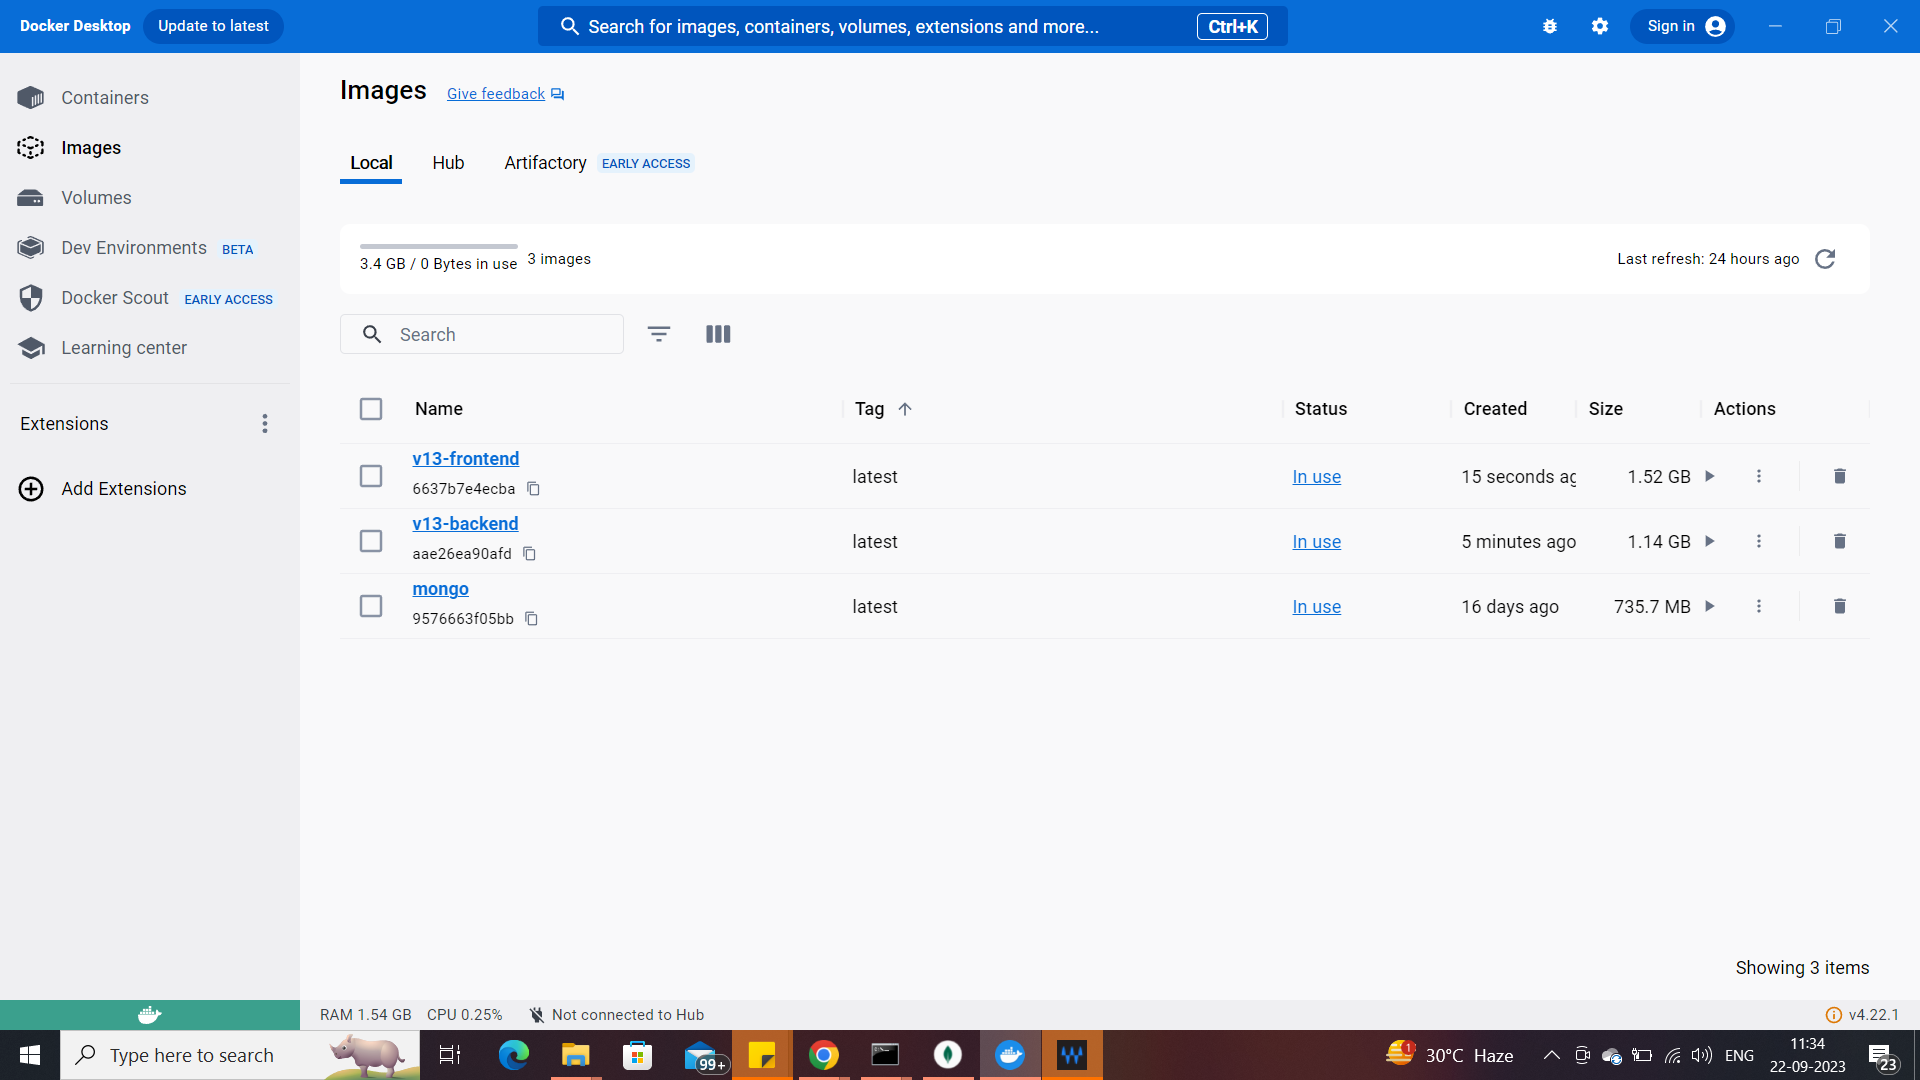 Docker Desktop Update to latest Search for images, containers, volumes, extensions and more... Ctrl+K Sign in
Containers
Images
Volumes
Dev Environments BETA
Docker Scout EARLY ACCESS
Learning center
Extensions
Add Extensions
Images Give feedback
Local Hub Artifactory EARLY ACCESS
3.4 GB / 0 Bytes in use 3 images Last refresh: 24 hours ago
Search
Name Tag Status Created Size Actions
v13-frontend
6637b7e4ecba
latest In use 15 seconds ag 1.52 GB
v13-backend
aae26ea90afd
latest In use 5 minutes ago 1.14 GB
mongo
9576663f05bb
latest In use 16 days ago 735.7 MB
Showing 3 items
RAM 1.54 GB CPU 0.25% Not connected to Hub v4.22.1
Type here to search 99+ 1 30°C Haze ENG 11:34
22-09-2023 23